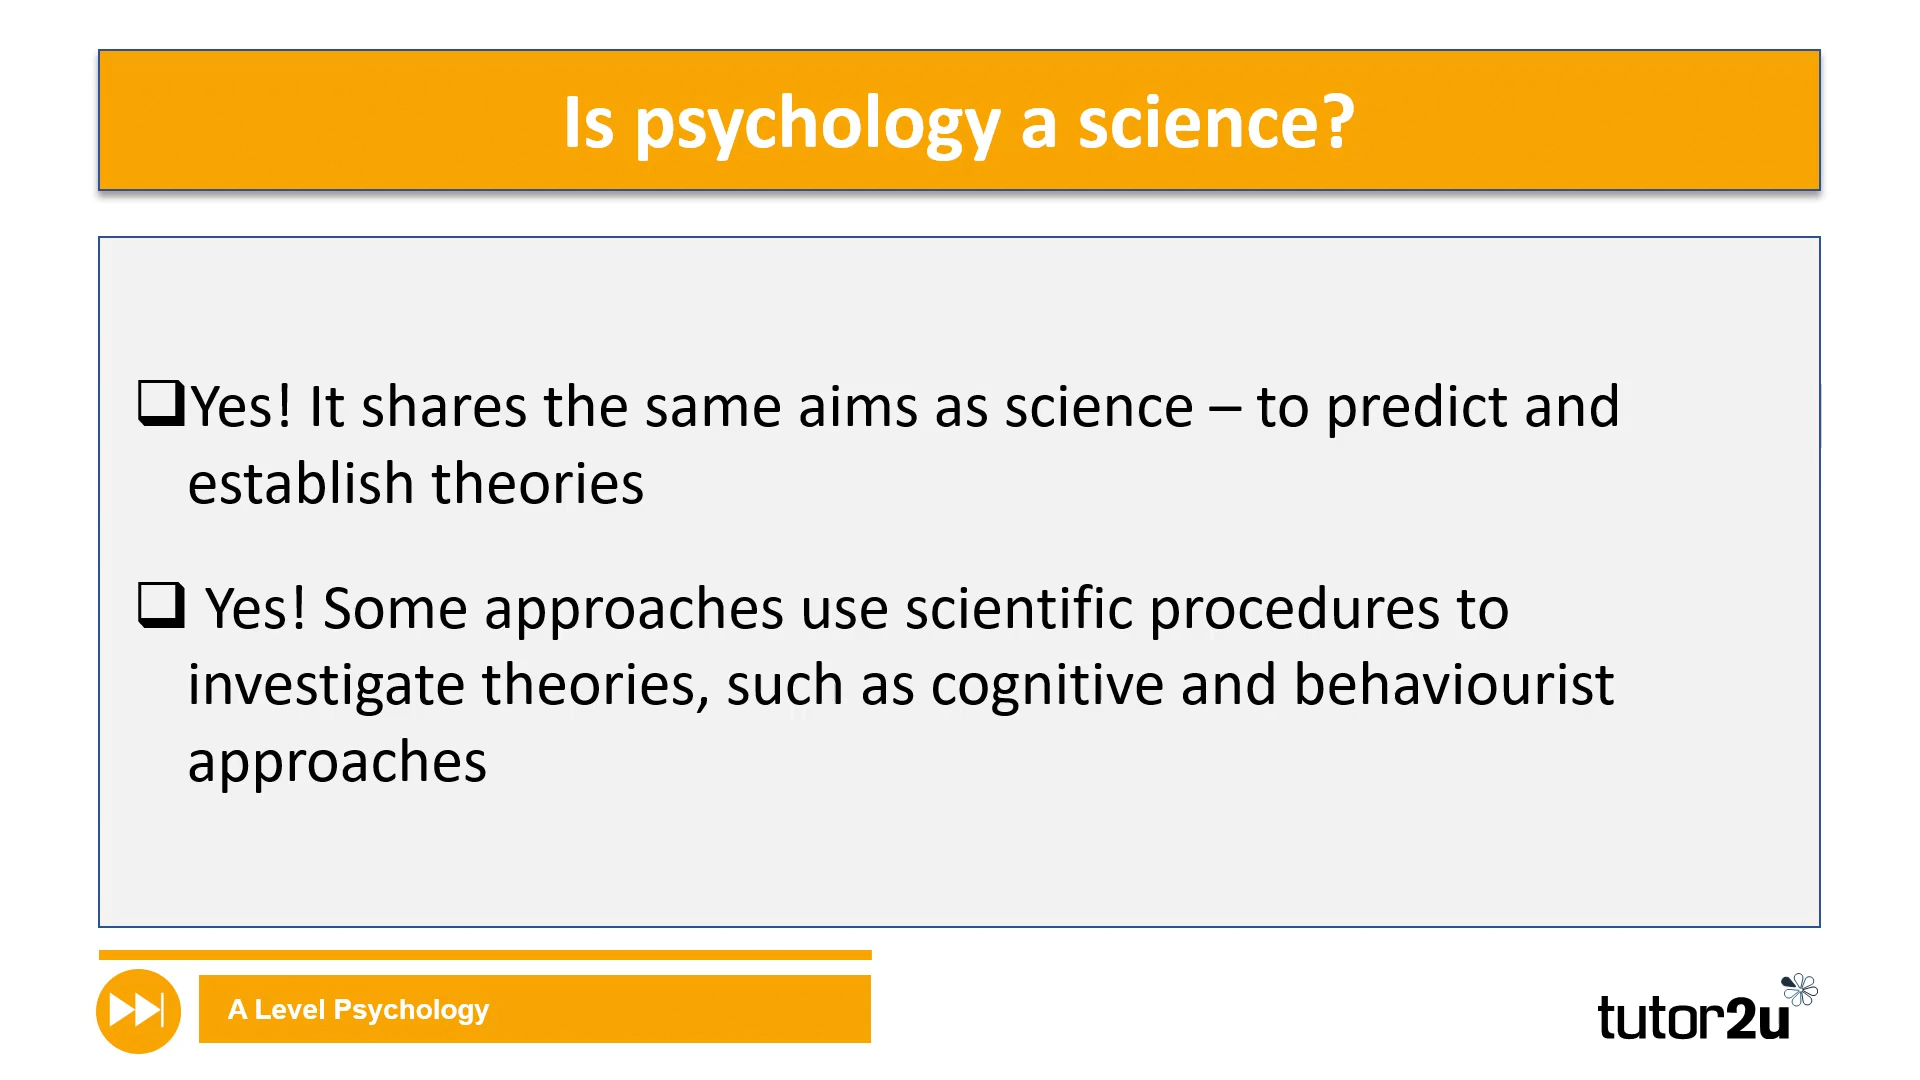 Is psychology a science?
❑Yes! It shares the same aims as science – to predict and
establish theories
❑ Yes! Some approaches use scientific procedures to
investigate theories, such as cognitive and behaviourist
approaches
A Level Psychology
tutor2u